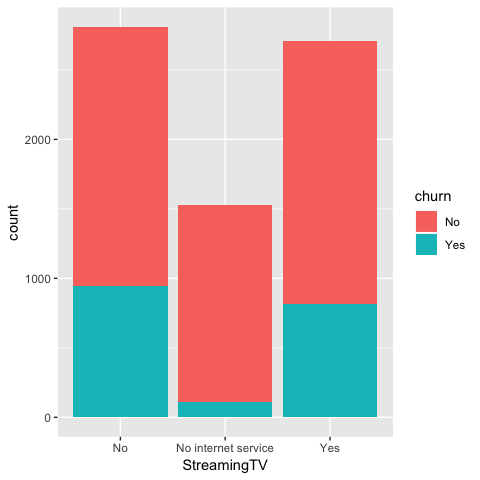 count
2000
1000
0
No
No internet service
Yes
StreamingTV
churn
No
Yes